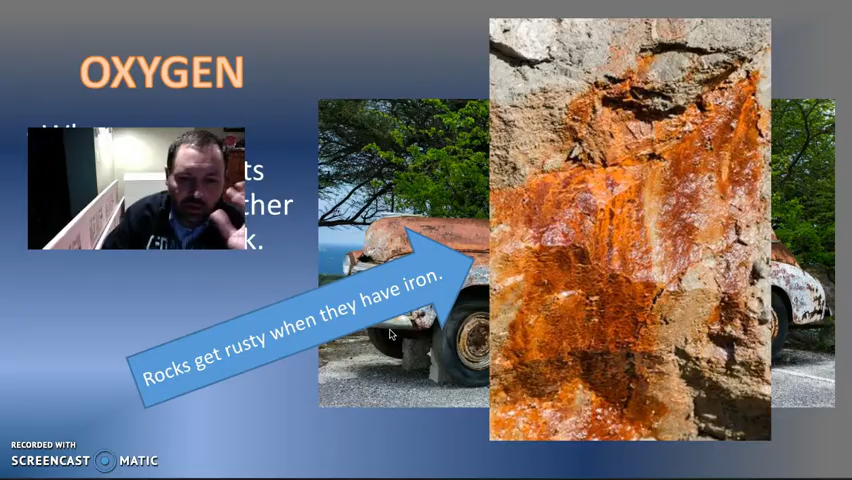 OXYGEN
ts
ther
k.
Rocks get rusty when they have iron.
RECORDED WITH
SCREENCAST MATIC